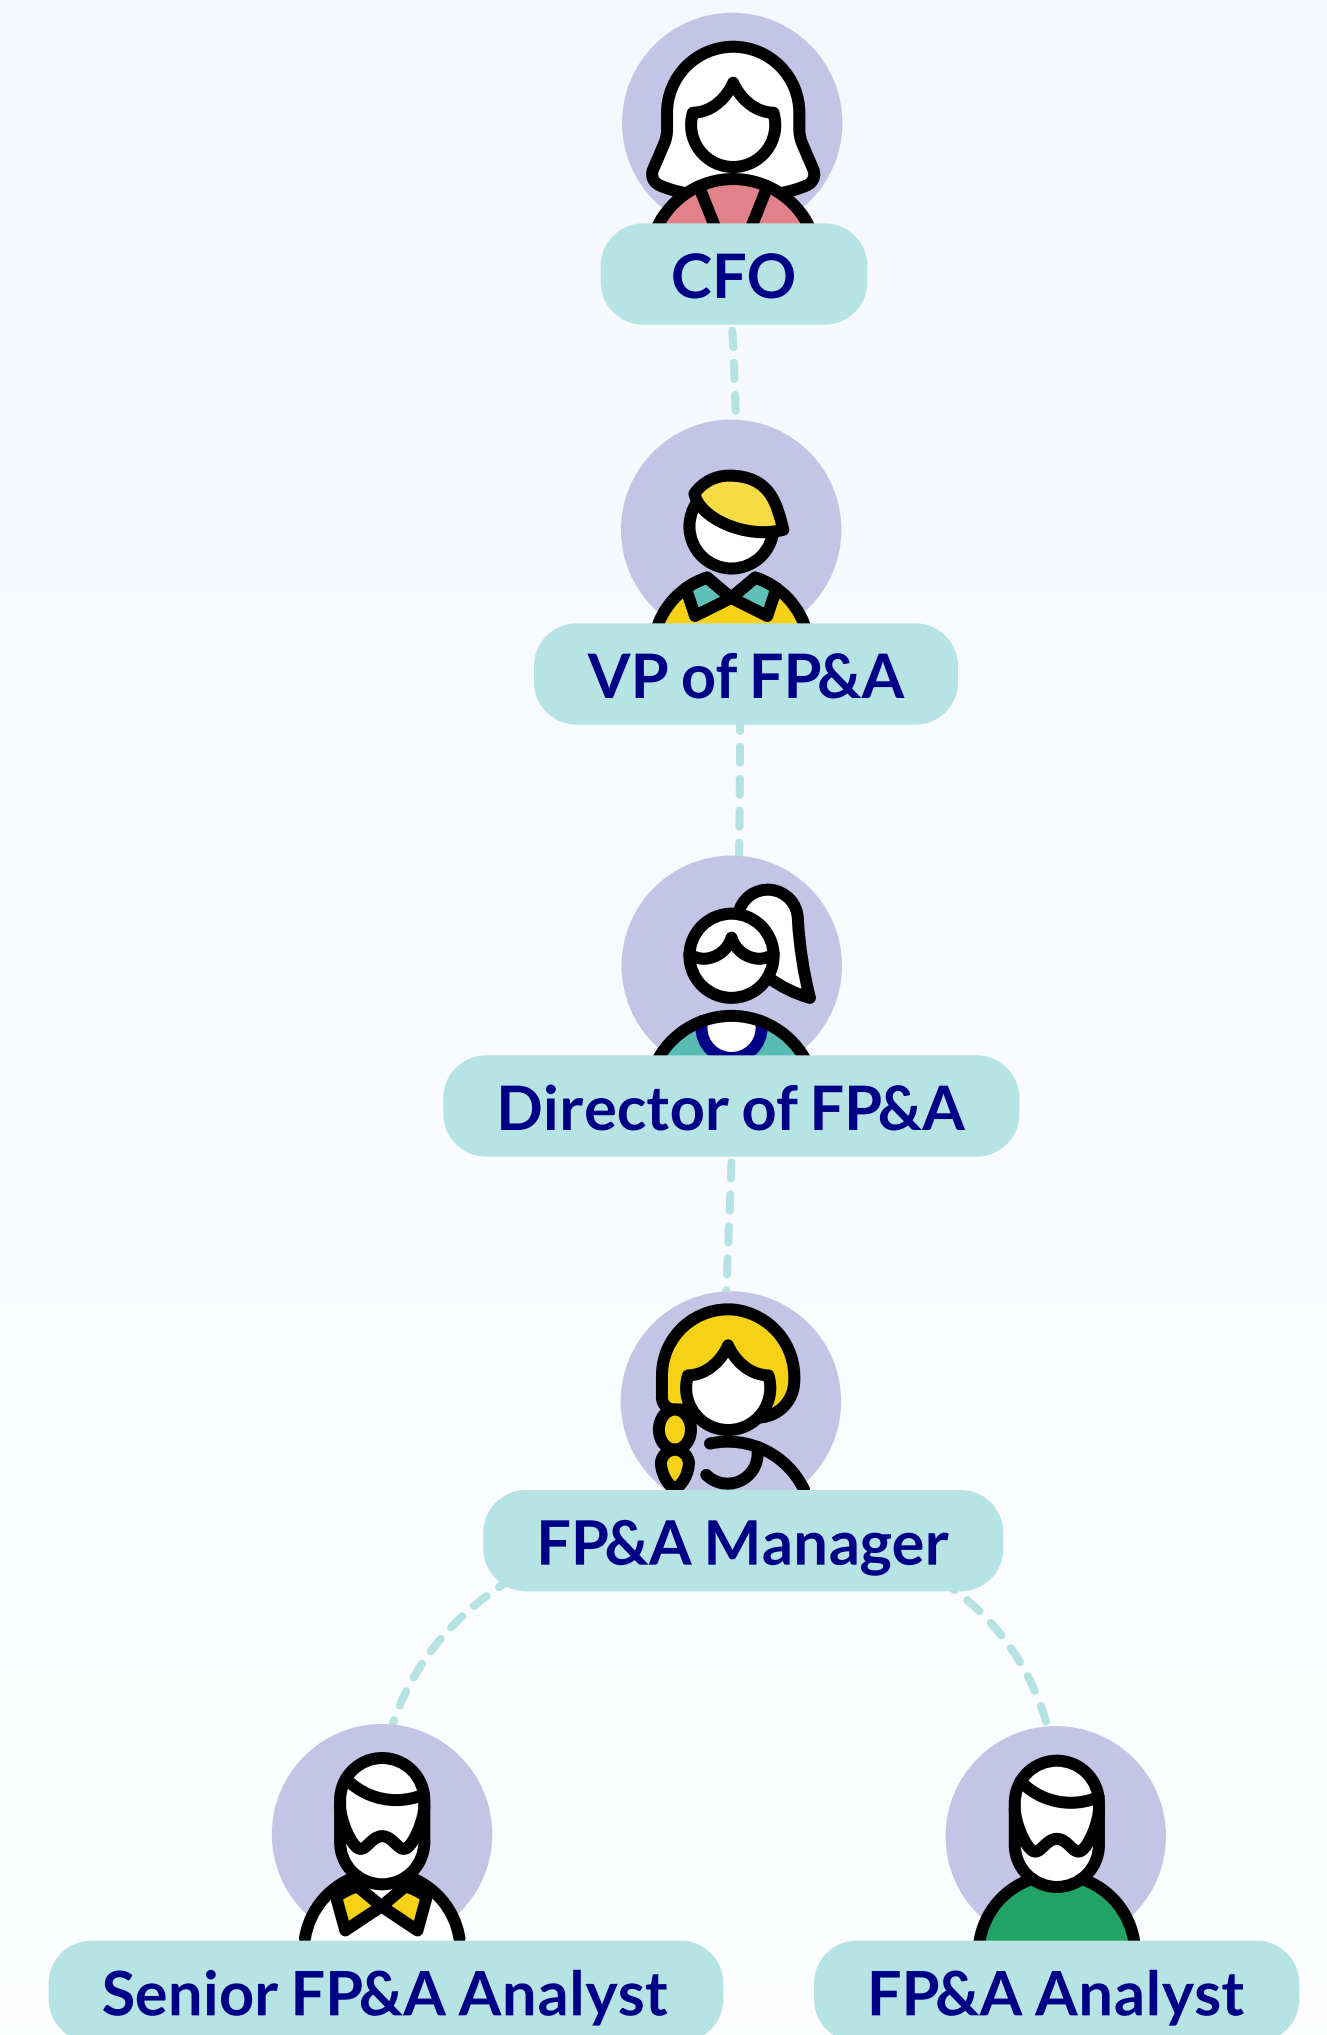 CFO
VP of FP&A
Director of FP&A
FP&A Manager
Senior FP&A Analyst
FP&A Analyst